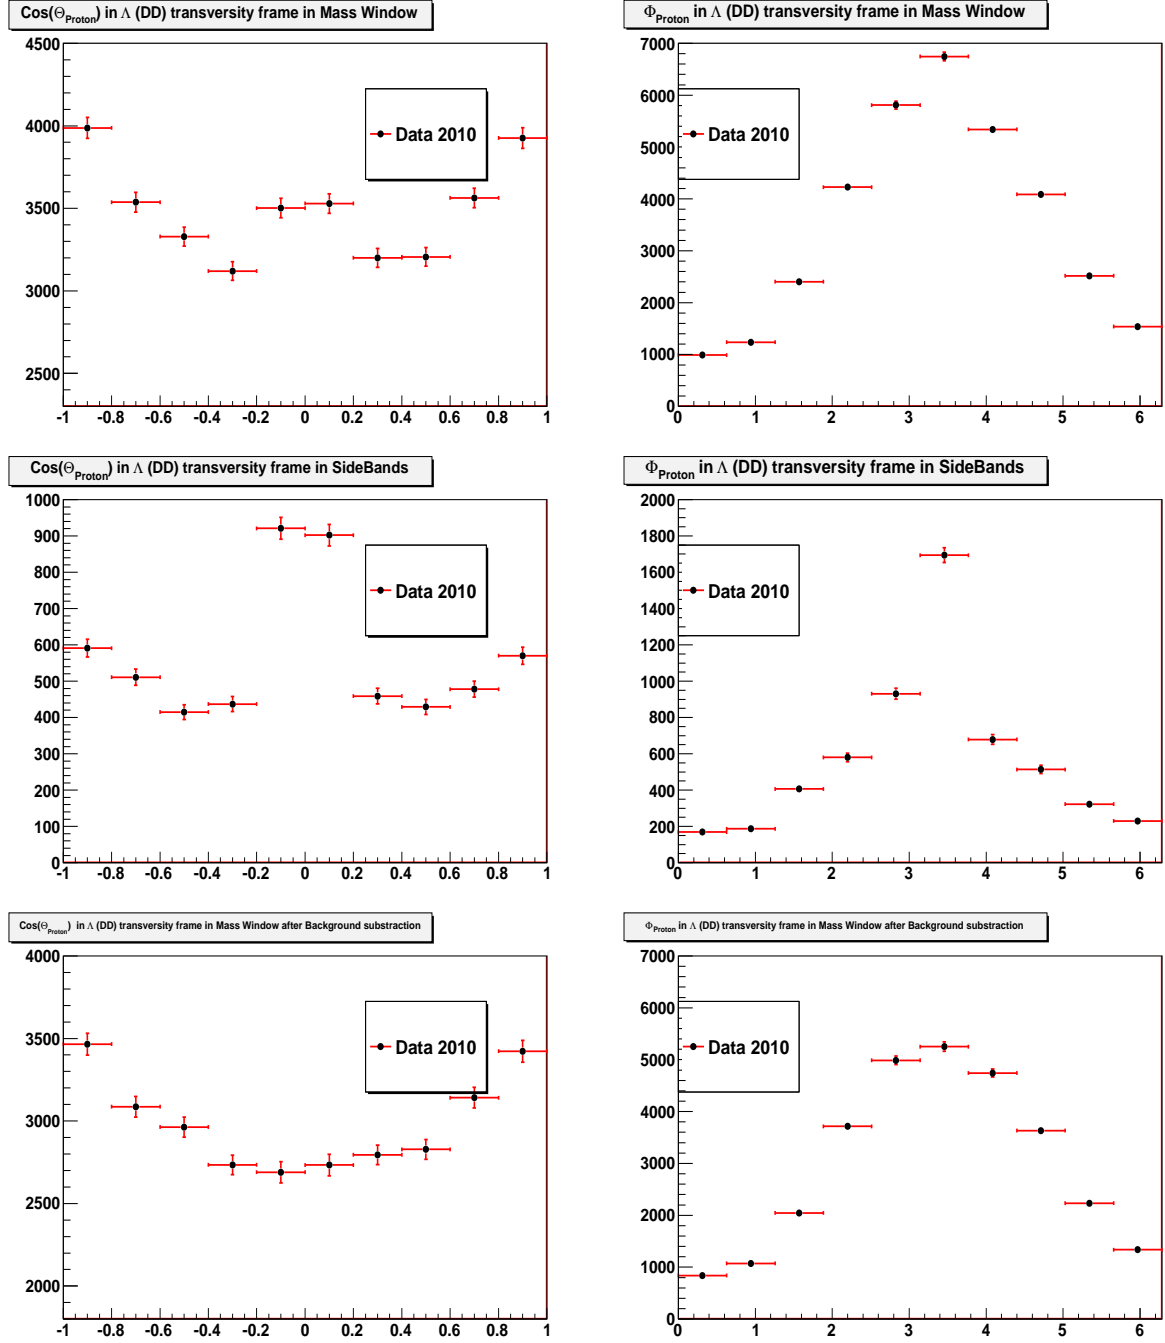 Cos(Θ_Proton) in Λ (DD) transversity frame in Mass Window
4500
4000
3500
3000
2500
Data 2010
-1 -0.8 -0.6 -0.4 -0.2 0 0.2 0.4 0.6 0.8 1
Φ_Proton in Λ (DD) transversity frame in Mass Window
7000
6000
5000
4000
3000
2000
1000
0
Data 2010
0 1 2 3 4 5 6
Cos(Θ_Proton) in Λ (DD) transversity frame in SideBands
1000
900
800
700
600
500
400
300
200
100
0
Data 2010
-1 -0.8 -0.6 -0.4 -0.2 0 0.2 0.4 0.6 0.8 1
Φ_Proton in Λ (DD) transversity frame in SideBands
2000
1800
1600
1400
1200
1000
800
600
400
200
0
Data 2010
0 1 2 3 4 5 6
Cos(Θ_Proton) in Λ (DD) transversity frame in Mass Window after Background substraction
4000
3500
3000
2500
2000
Data 2010
-1 -0.8 -0.6 -0.4 -0.2 0 0.2 0.4 0.6 0.8 1
Φ_Proton in Λ (DD) transversity frame in Mass Window after Background substraction
7000
6000
5000
4000
3000
2000
1000
0
Data 2010
0 1 2 3 4 5 6